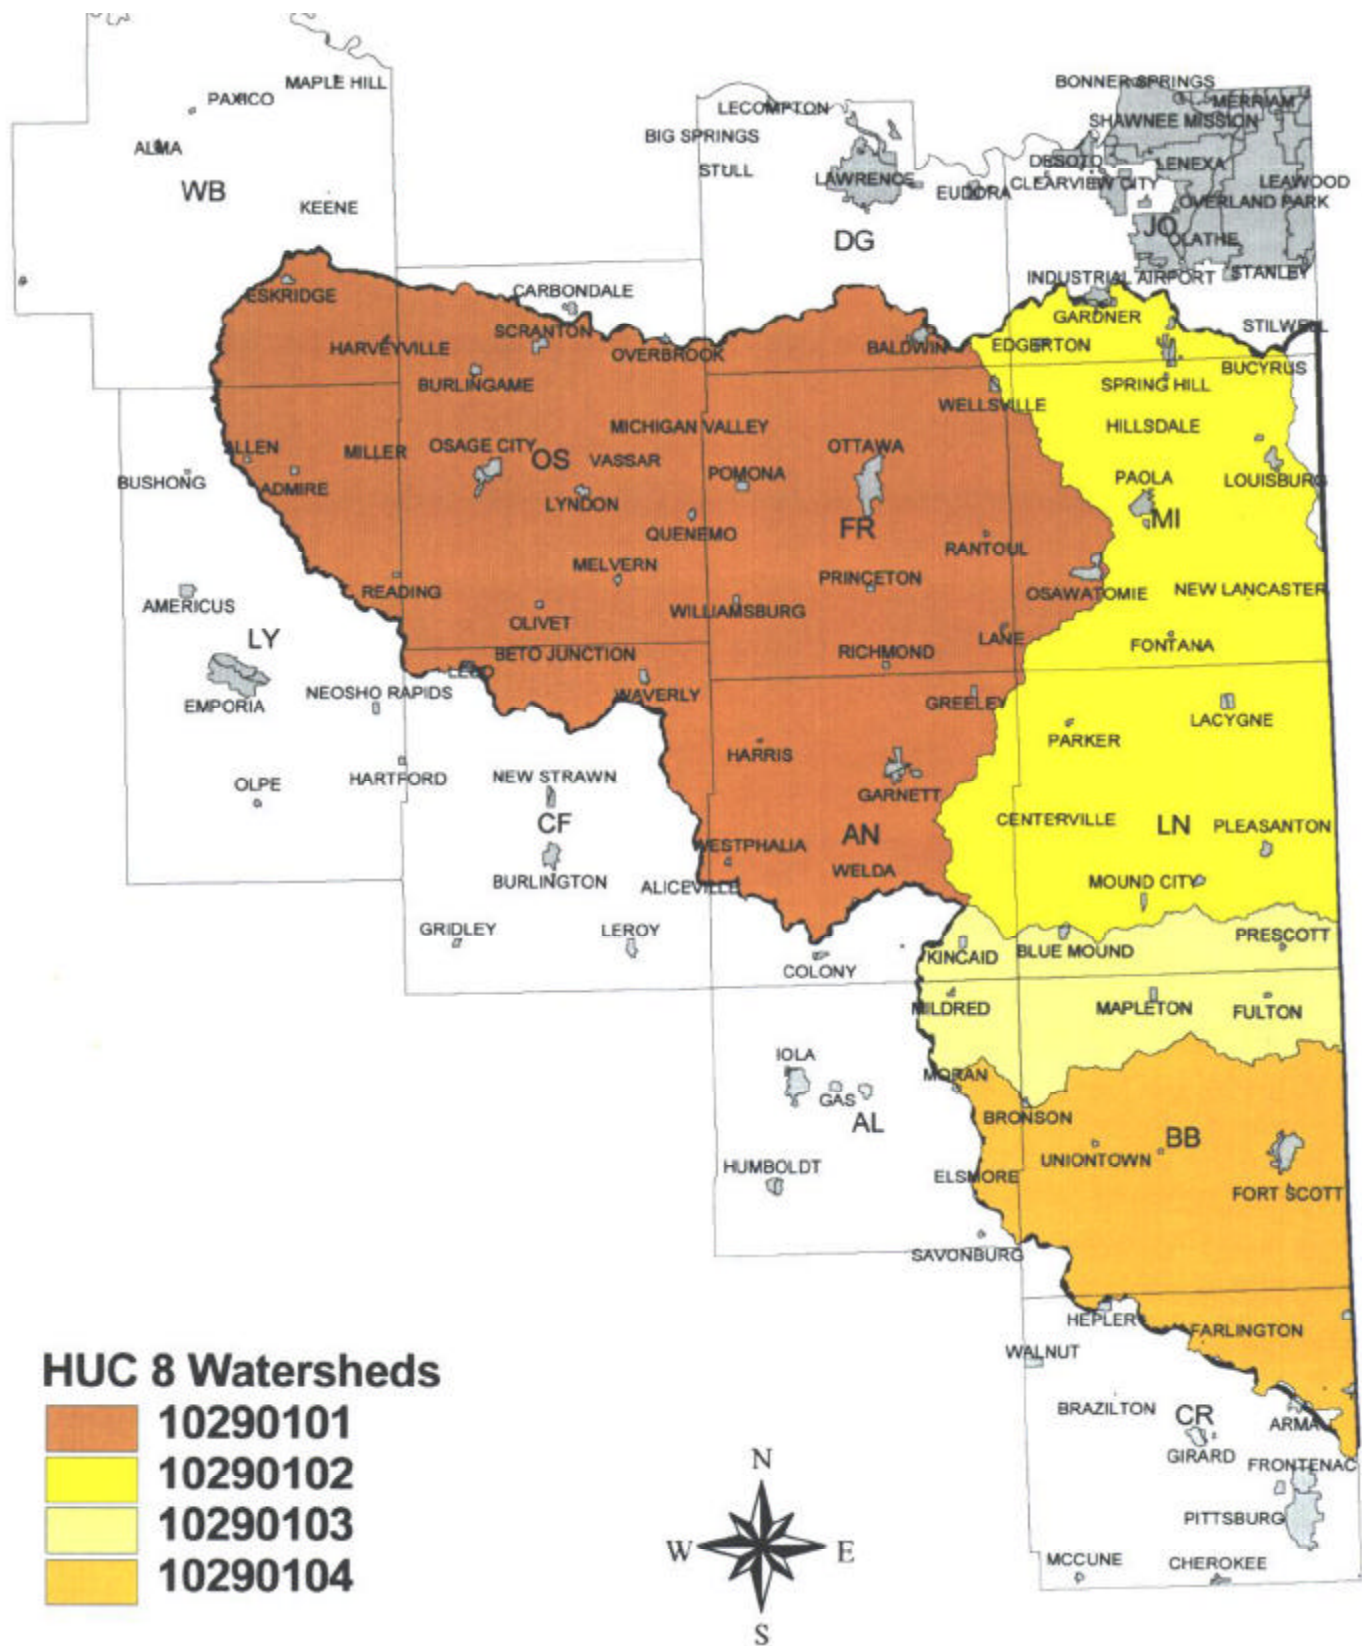 BONNER SPRINGS
MAPLE HILL
PAXICO
MERRIAM
LECOMPTON
SHAWNEE MISSION
BIG SPRINGS
ALMA
DESOTO
LENEXA
STULL
LAWRENCE
CLEARVIEW CITY
LEAWOOD
WB
EUDORA
OVERLAND PARK
KEENE
JO
DG
OLATHE
INDUSTRIAL AIRPORT
STANLEY
ESKRIDGE
CARBONDALE
GARDNER
STILWELL
SCRANTON
HARVEYVILLE
OVERBROOK
BALDWIN
EDGERTON
BUCYRUS
BURLINGAME
SPRING HILL
WELLSVILLE
MICHIGAN VALLEY
HILLSDALE
ALLEN
MILLER
OSAGE CITY
OS
VASSAR
OTTAWA
BUSHONG
ADMIRE
POMONA
PAOLA
LOUISBURG
LYNDON
MI
QUENEMO
FR
RANTOUL
MELVERN
PRINCETON
READING
OSAWATOMIE
NEW LANCASTER
AMERICUS
OLIVET
WILLIAMSBURG
LY
LANE
FONTANA
BETO JUNCTION
RICHMOND
LEBO
NEOSHO RAPIDS
WAVERLY
GREELEY
EMPORIA
LACYGNE
PARKER
HARRIS
OLPE
HARTFORD
NEW STRAWN
GARNETT
CF
CENTERVILLE
LN
PLEASANTON
AN
WESTPHALIA
WELDA
BURLINGTON
ALICEVILLE
MOUND CITY
GRIDLEY
LEROY
PRESCOTT
KINCAID
BLUE MOUND
COLONY
MILDRED
MAPLETON
FULTON
IOLA
MORAN
GAS
AL
BRONSON
BB
HUMBOLDT
UNIONTOWN
ELSMORE
FORT SCOTT
SAVONBURG
HEPLER
FARLINGTON
WALNUT
HUC 8 Watersheds
10290101
10290102
10290103
10290104
BRAZILTON
CR
ARMA
GIRARD
FRONTENAC
PITTSBURG
MCCUNE
CHEROKEE
N
W
E
S